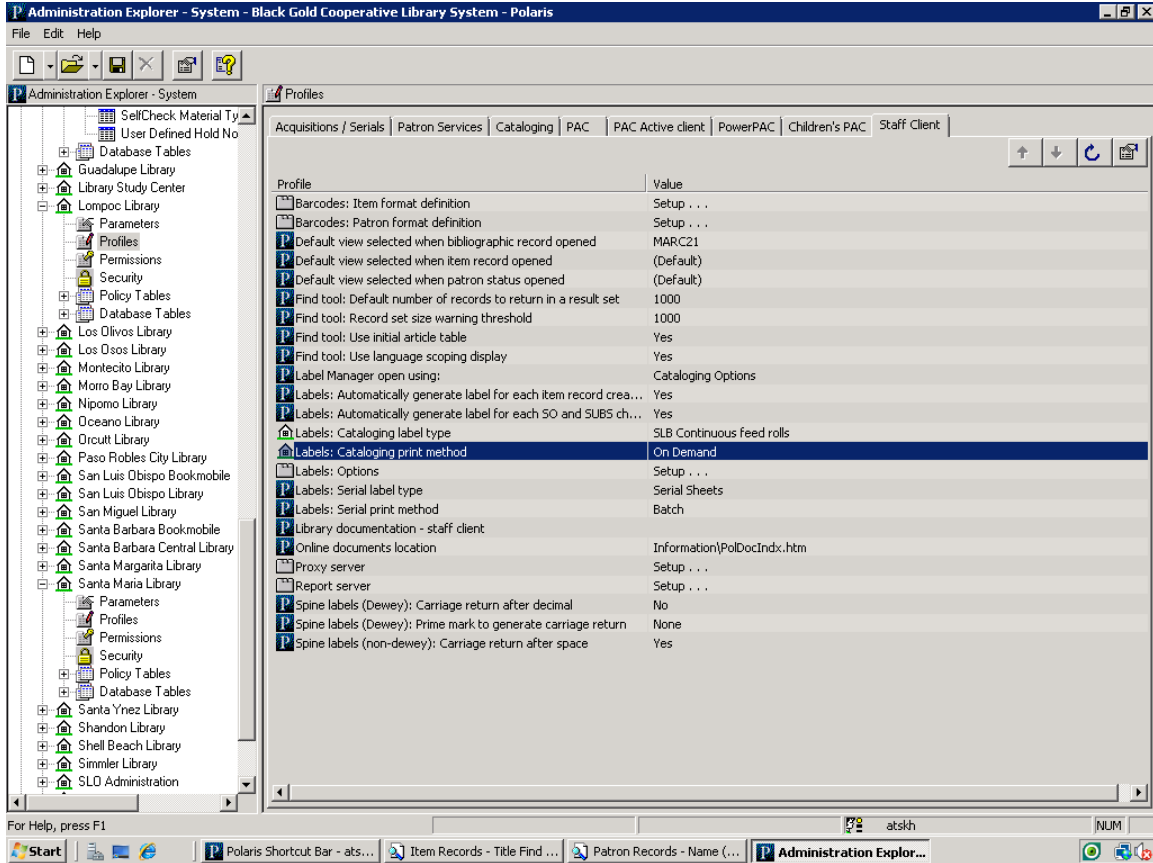 Administration Explorer - System - Black Gold Cooperative Library System - Polaris
File Edit Help
Administration Explorer - System
Profiles
SelfCheck Material Ty
User Defined Hold No
Database Tables
Guadalupe Library
Library Study Center
Lompoc Library
Parameters
Profiles
Permissions
Security
Policy Tables
Database Tables
Los Olivos Library
Los Osos Library
Montecito Library
Morro Bay Library
Nipomo Library
Oceano Library
Orcutt Library
Paso Robles City Library
San Luis Obispo Bookmobile
San Luis Obispo Library
San Miguel Library
Santa Barbara Bookmobile
Santa Barbara Central Library
Santa Margarita Library
Santa Maria Library
Parameters
Profiles
Permissions
Security
Policy Tables
Database Tables
Santa Ynez Library
Shandon Library
Shell Beach Library
Simmler Library
SLO Administration
Acquisitions / Serials Patron Services Cataloging PAC PAC Active client PowerPAC Children's PAC Staff Client
Profile Value
Barcodes: Item format definition Setup . . .
Barcodes: Patron format definition Setup . . .
Default view selected when bibliographic record opened MARC21
Default view selected when item record opened (Default)
Default view selected when patron status opened (Default)
Find tool: Default number of records to return in a result set 1000
Find tool: Record set size warning threshold 1000
Find tool: Use initial article table Yes
Find tool: Use language scoping display Yes
Label Manager open using: Cataloging Options
Labels: Automatically generate label for each item record crea... Yes
Labels: Automatically generate label for each SO and SUBS ch... Yes
Labels: Cataloging label type SLB Continuous feed rolls
Labels: Cataloging print method On Demand
Labels: Options Setup . . .
Labels: Serial label type Serial Sheets
Labels: Serial print method Batch
Library documentation - staff client
Online documents location Information\PolDocIndx.htm
Proxy server Setup . . .
Report server Setup . . .
Spine labels (Dewey): Carriage return after decimal No
Spine labels (Dewey): Prime mark to generate carriage return None
Spine labels (non-dewey): Carriage return after space Yes
For Help, press F1 atskh NUM
Start Polaris Shortcut Bar - ats... Item Records - Title Find ... Patron Records - Name (... Administration Explor...